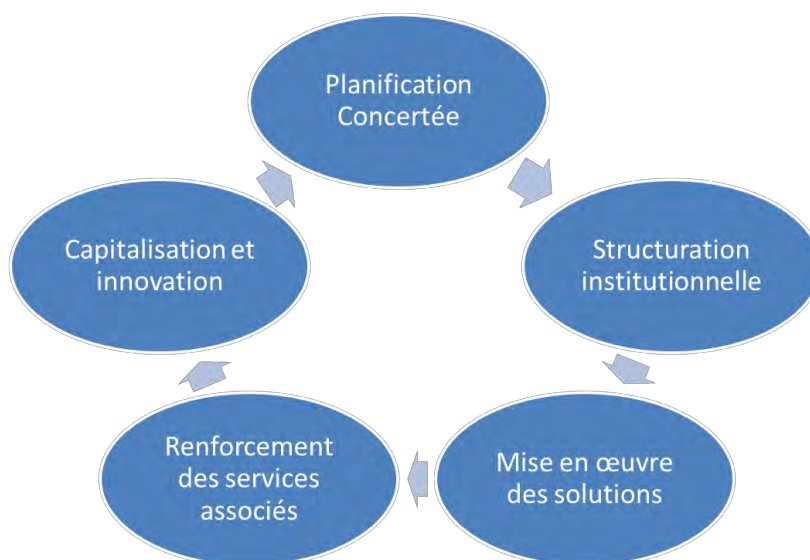 Planification
Concertée
Structuration
institutionnelle
Mise en œuvre
des solutions
Renforcement
des services
associés
Capitalisation et
innovation